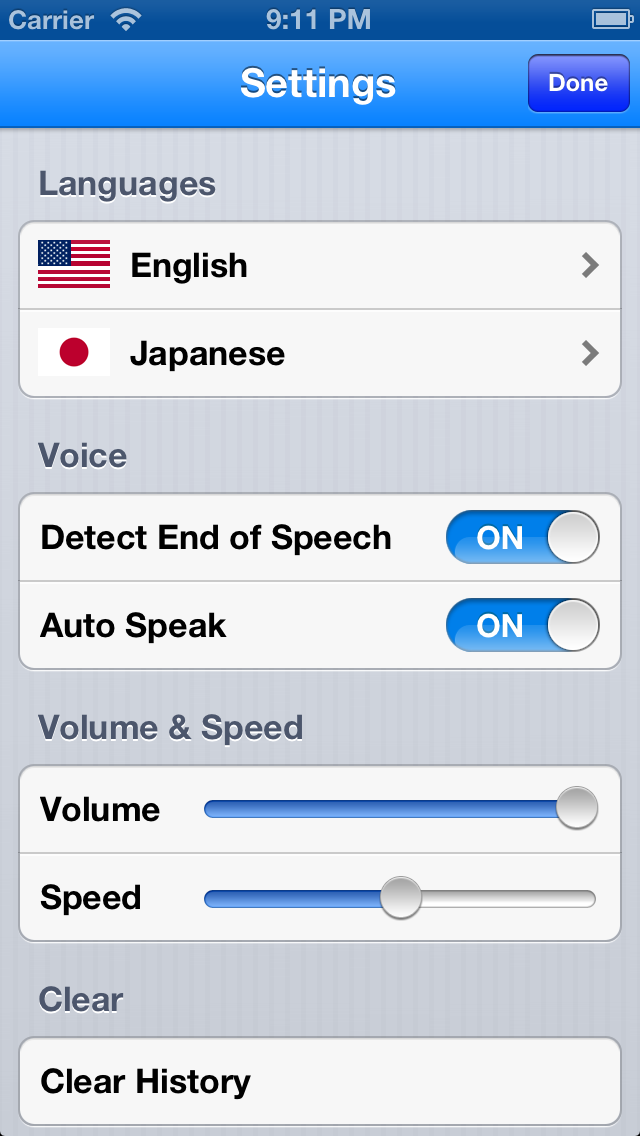 Carrier 9:11 PM
Settings Done
Languages
English
Japanese
Voice
Detect End of Speech ON
Auto Speak ON
Volume & Speed
Volume
Speed
Clear
Clear History